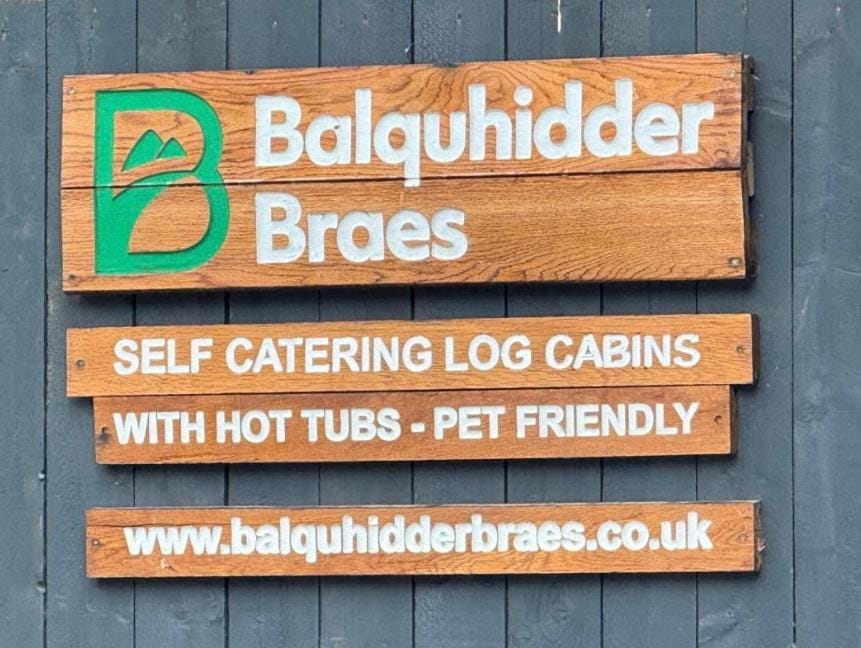 Balquhidder
Braes
SELF CATERING LOG CABINS
WITH HOT TUBS - PET FRIENDLY
www.balquhidderbraes.co.uk